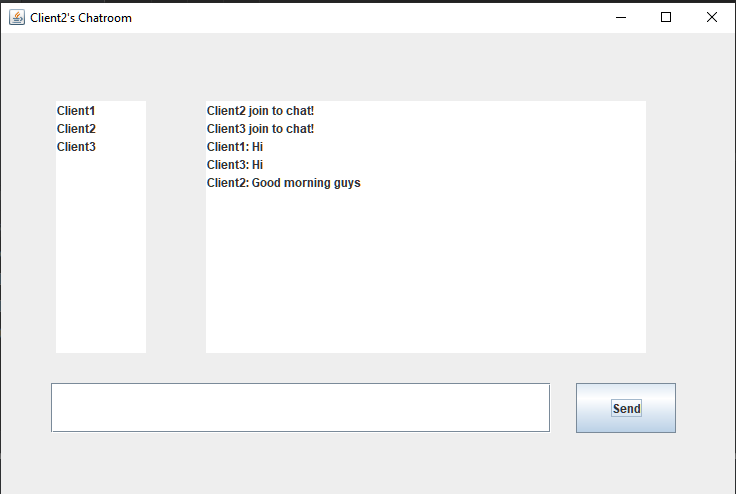 Client2's Chatroom
Client1
Client2
Client3
Client2 join to chat!
Client3 join to chat!
Client1: Hi
Client3: Hi
Client2: Good morning guys
Send